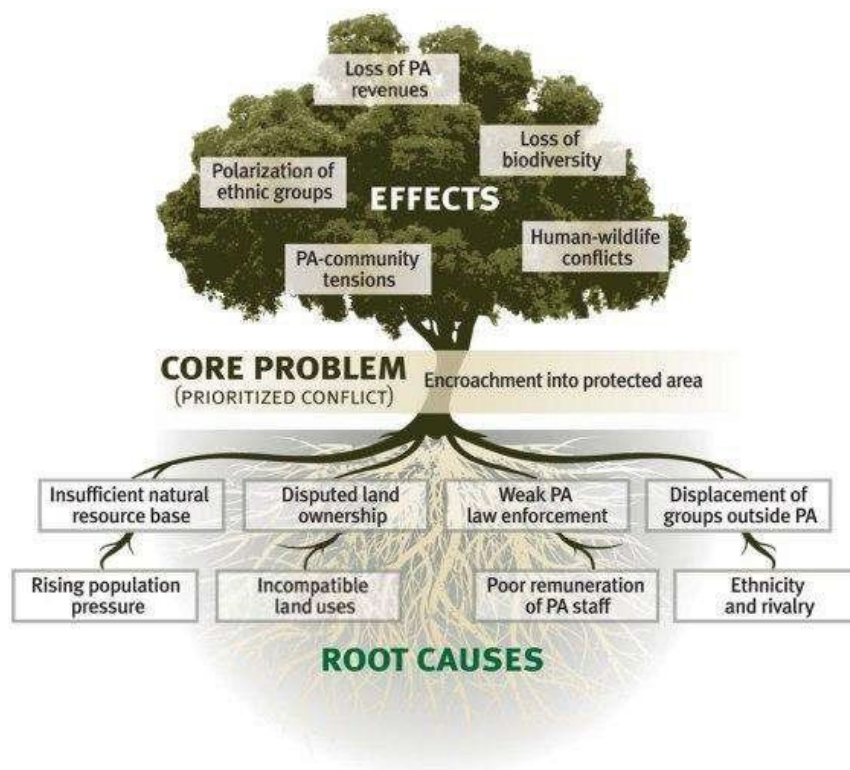 Loss of PA
revenues
Loss of
biodiversity
Polarization of
ethnic groups
EFFECTS
Human-wildlife
conflicts
PA-community
tensions
CORE PROBLEM
(PRIORITIZED CONFLICT)
Encroachment into protected area
Insufficient natural
resource base
Disputed land
ownership
Weak PA
law enforcement
Displacement of
groups outside PA
Rising population
pressure
Incompatible
land uses
Poor remuneration
of PA staff
Ethnicity
and rivalry
ROOT CAUSES